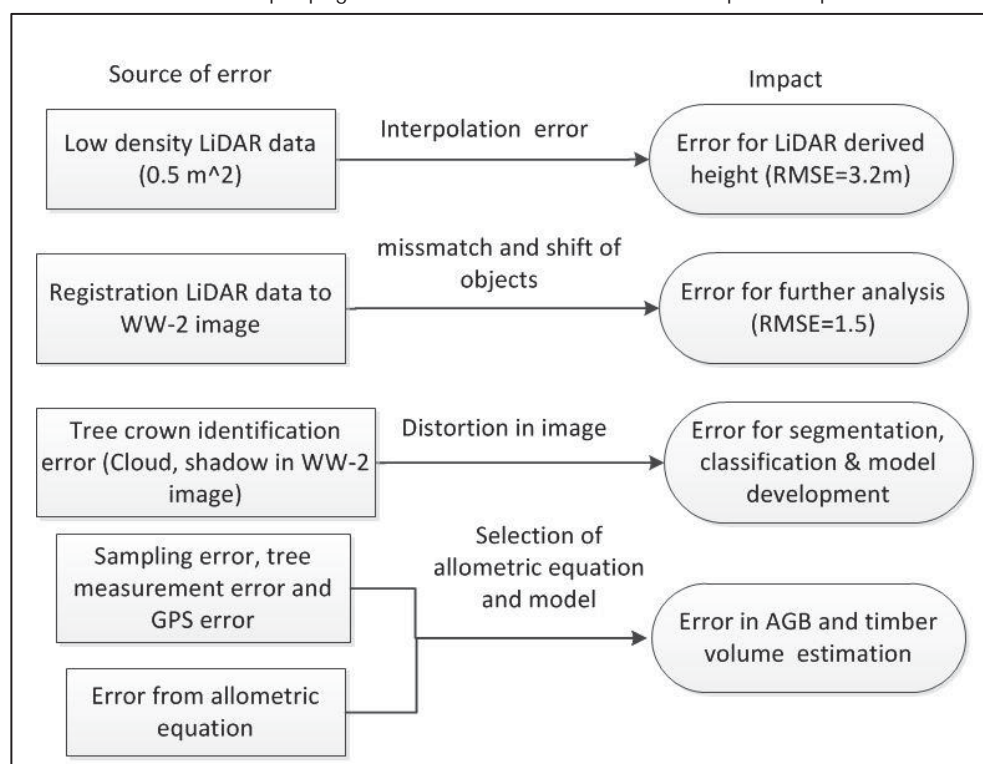 Source of error
Impact
Low density LiDAR data
(0.5 m^2)
Interpolation error
Error for LiDAR derived
height (RMSE=3.2m)
Registration LiDAR data to
WW-2 image
missmatch and shift of
objects
Error for further analysis
(RMSE=1.5)
Tree crown identification
error (Cloud, shadow in WW-2
image)
Distortion in image
Error for segmentation,
classification & model
development
Sampling error, tree
measurement error and
GPS error
Error from allometric
equation
Selection of
allometric equation
and model
Error in AGB and timber
volume estimation